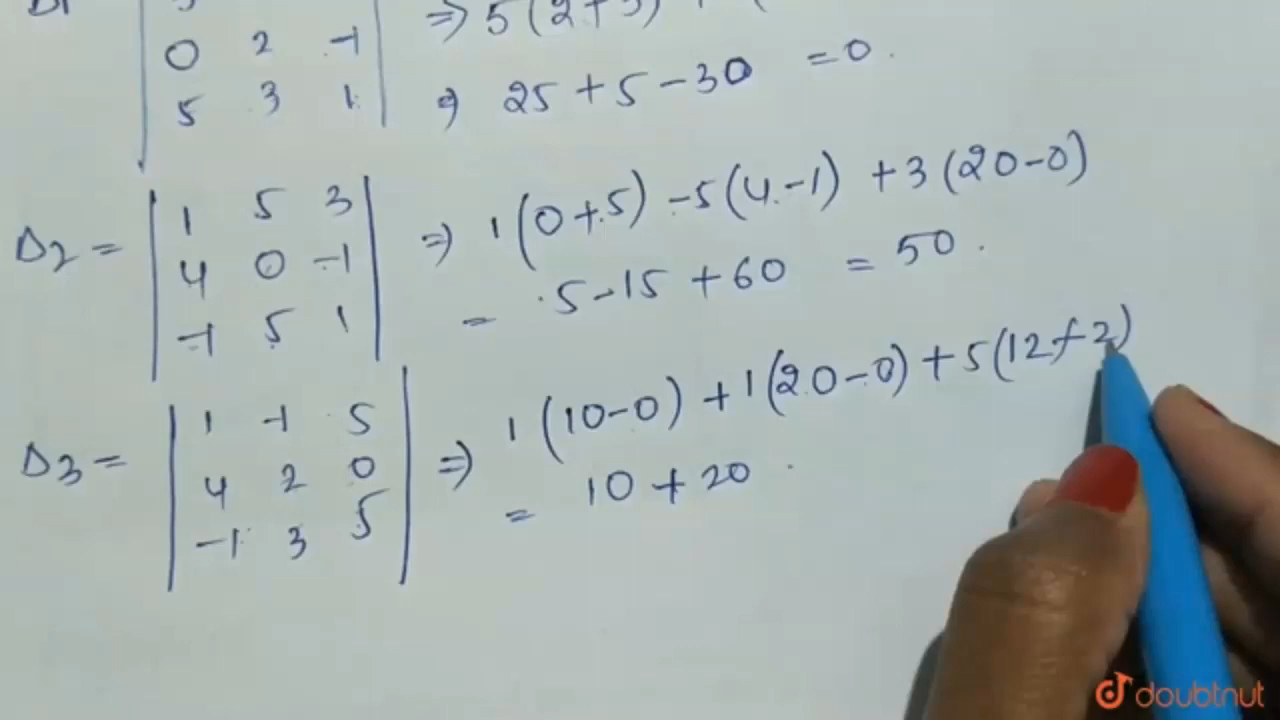 Δ1 5 ⇒ 5(2+3) + (
0 2 -1
5 3 1 ⇒ 25+5-30 =0.
1 5 3 ⇒ 1(0+5) -5(4-1) +3(20-0)
Δ2 = 4 0 -1
-1 5 1 = 5-15+60 = 50.
1 -1 5 ⇒ 1(10-0) +1(20-0) +5(12+2)
Δ3 = 4 2 0
-1 3 5 = 10+20
doubtnut